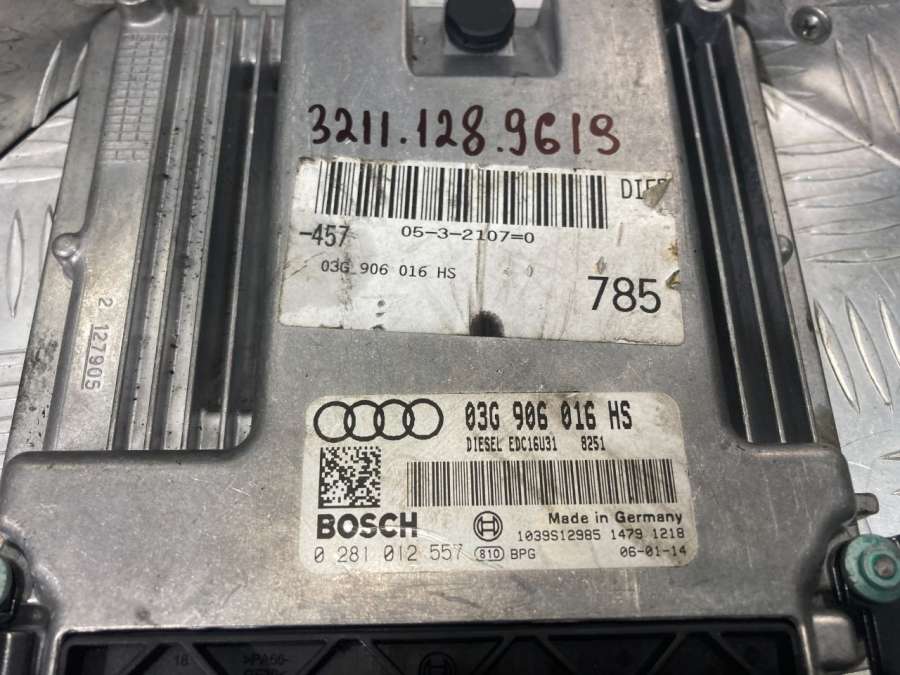 3211.128.9619
DIE
05-3-2107=0
-457
03G 906 016 HS
785
2 127905
03G 906 016 HS
DIESEL EDC16U31 8251
BOSCH
Made in Germany
1039S12985 1479 1218
0 281 012 557 810 BPG 06-01-14
18
>PA66-